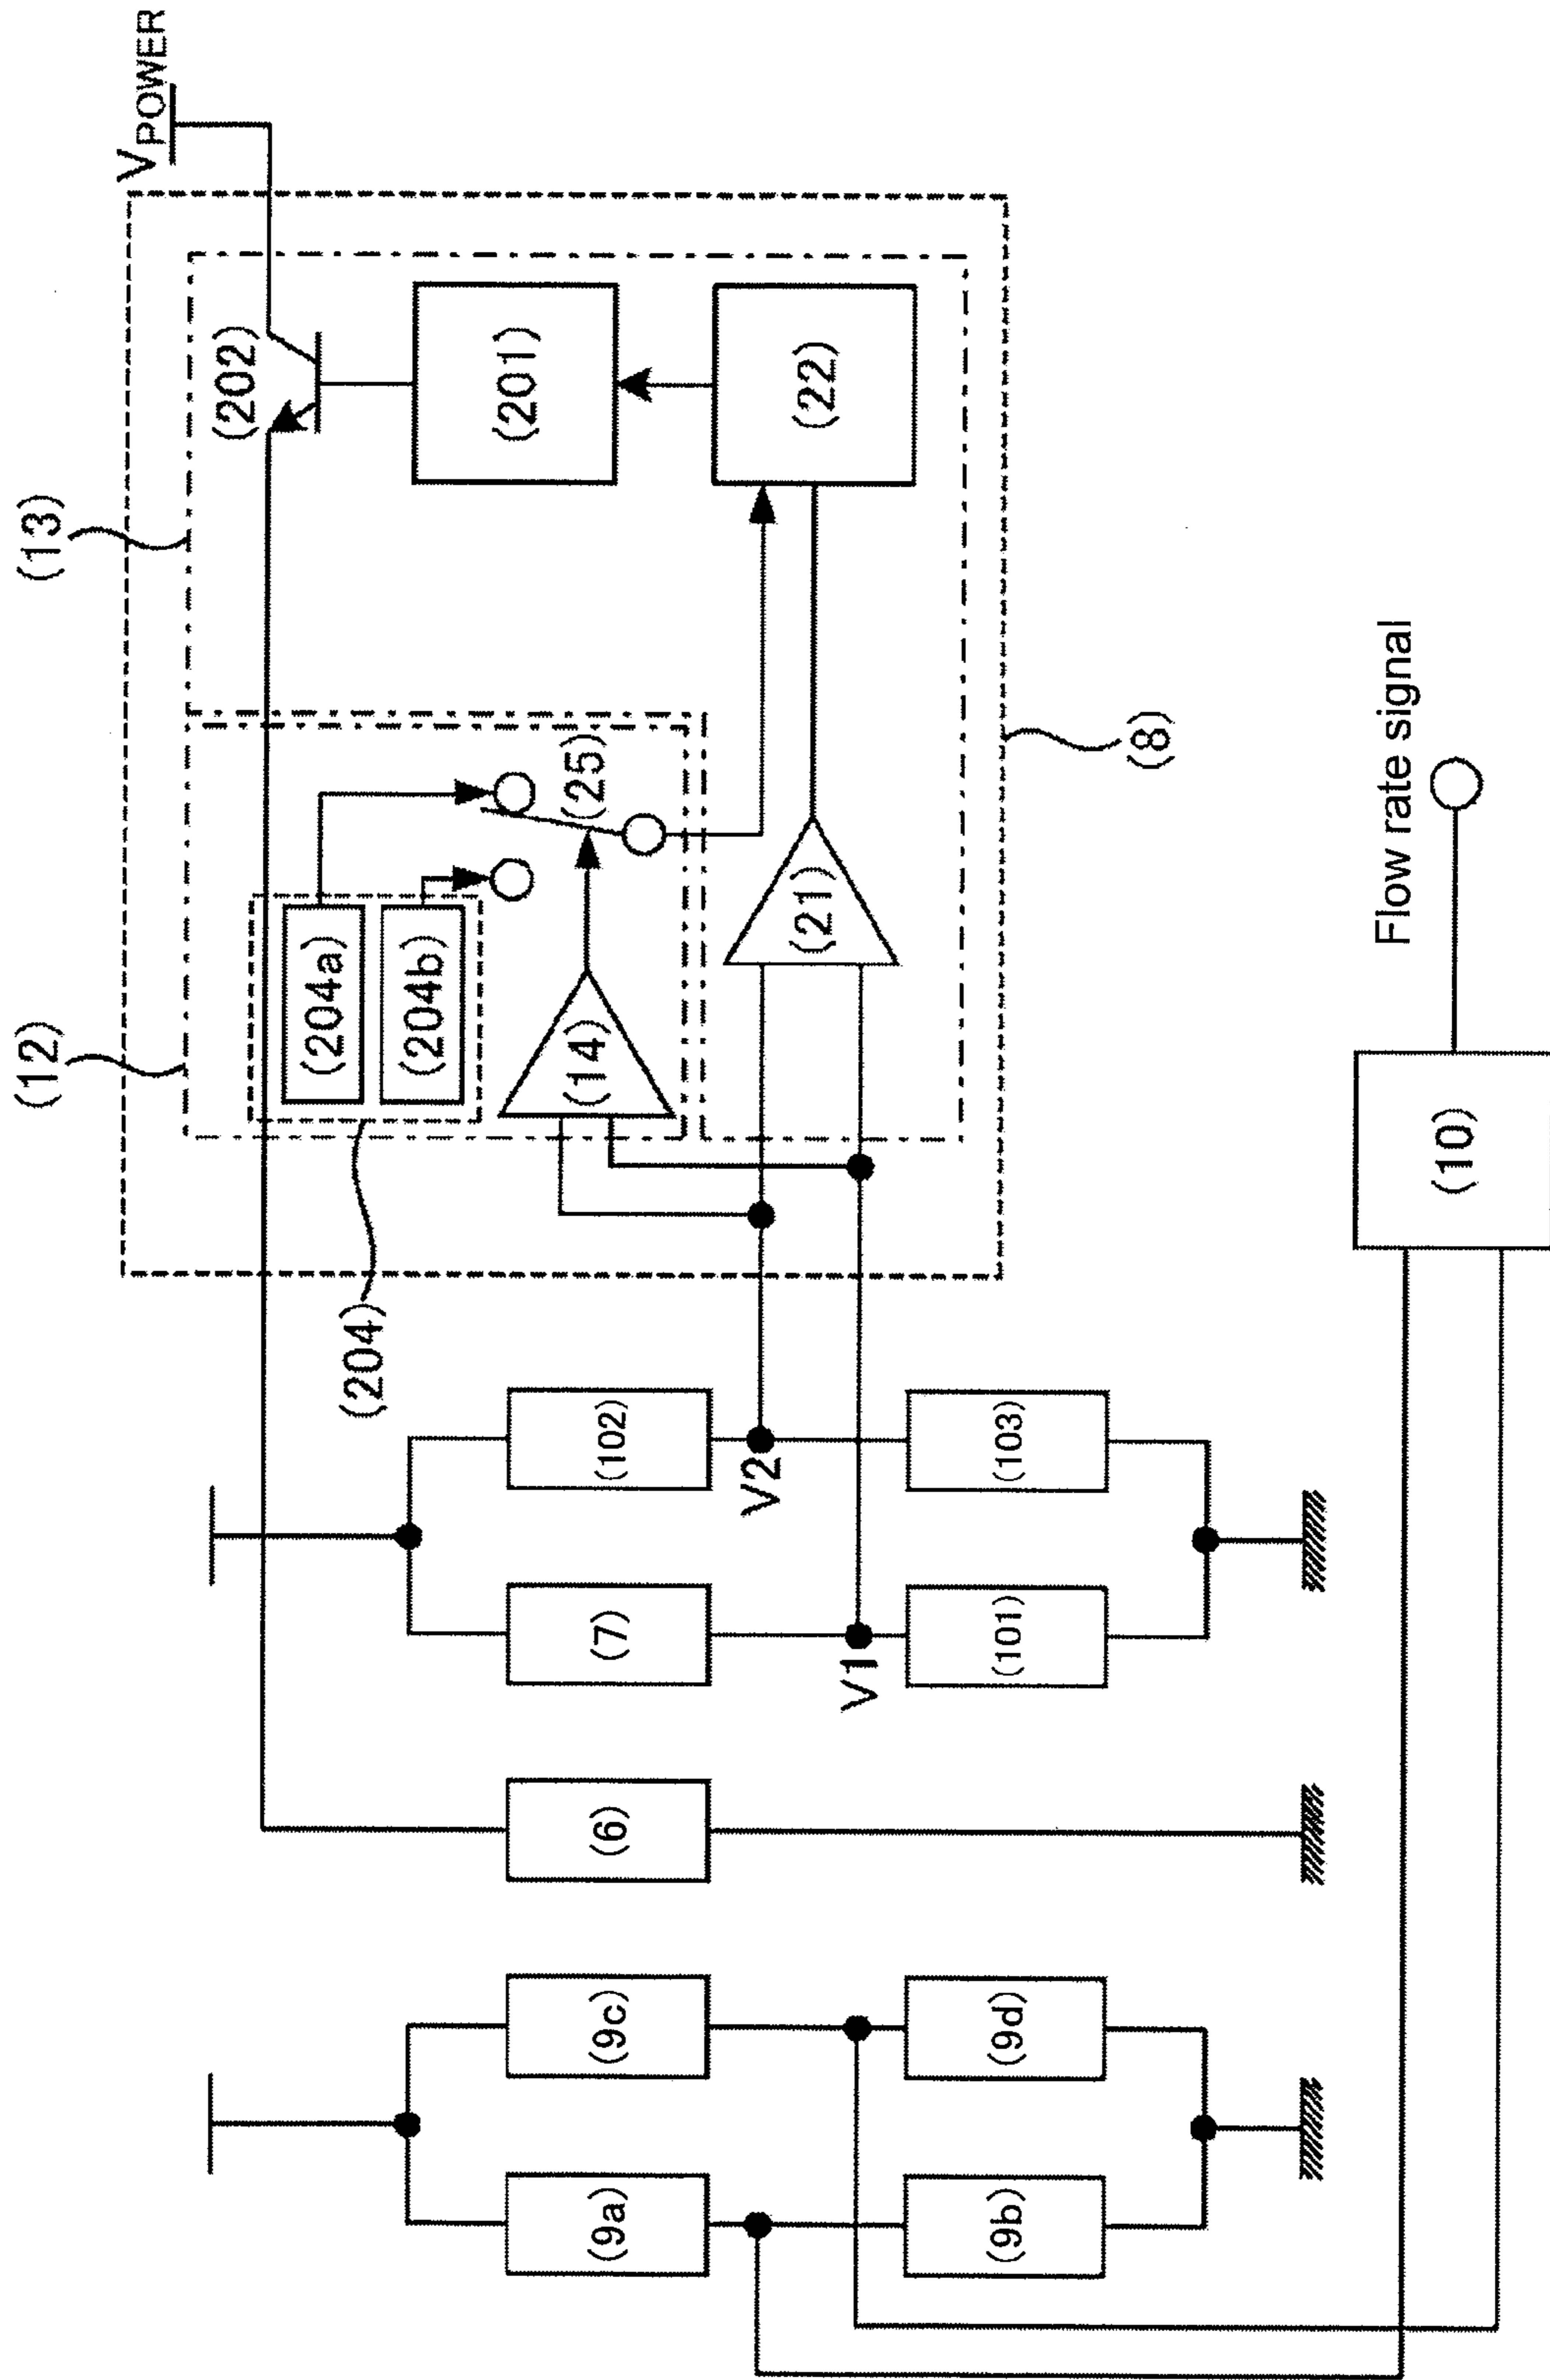 V POWER
(13)
(12)
(202)
(201)
(22)
(25)
(204a)
(204b)
(14)
(21)
(204)
(8)
(102)
(103)
V2
(7)
(101)
V1
(6)
(9c)
(9d)
(9a)
(9b)
(10)
Flow rate signal